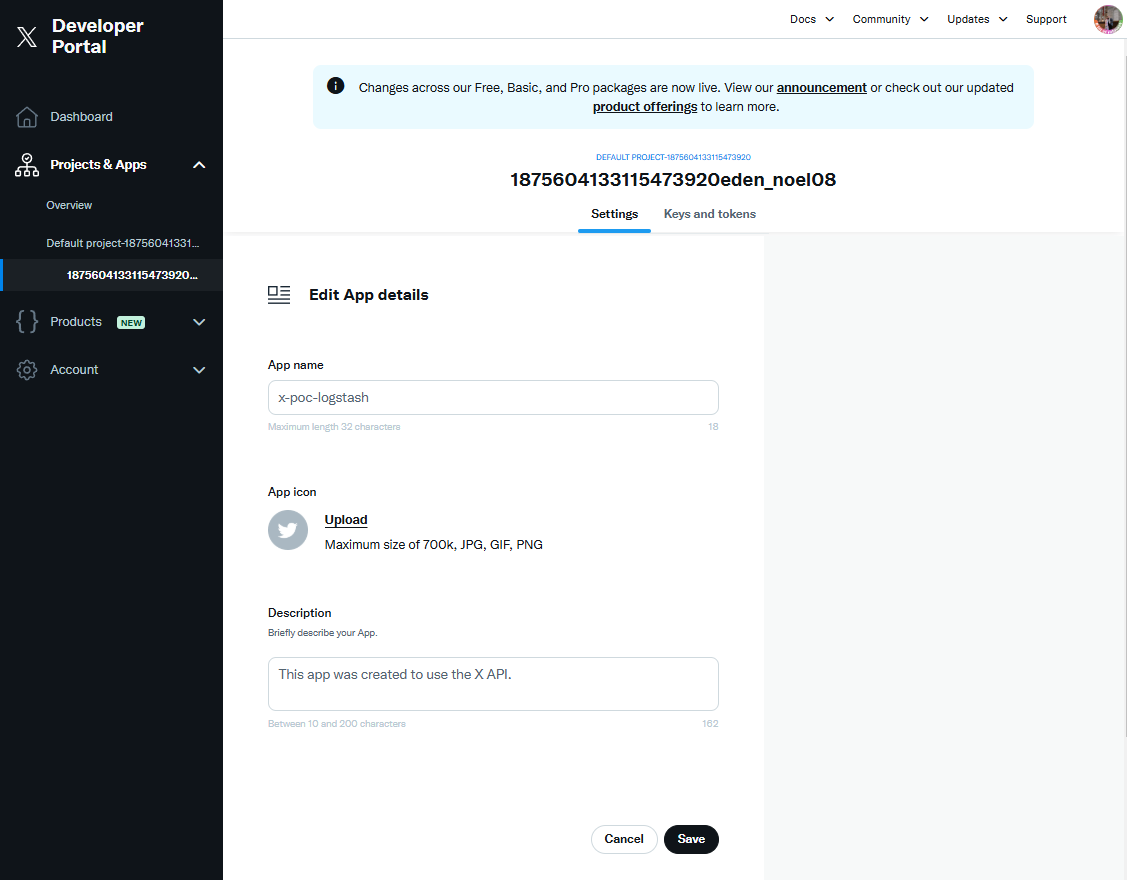 Developer
Portal
Docs
Community
Updates
Support
Changes across our Free, Basic, and Pro packages are now live. View our announcement or check out our updated
product offerings to learn more.
Dashboard
Projects & Apps
Overview
Default project-18756041331...
1875604133115473920...
Products NEW
Account
DEFAULT PROJECT-1875604133115473920
1875604133115473920eden_noel08
Settings
Keys and tokens
Edit App details
App name
x-poc-logstash
Maximum length 32 characters 18
App icon
Upload
Maximum size of 700k, JPG, GIF, PNG
Description
Briefly describe your App.
This app was created to use the X API.
Between 10 and 200 characters 162
Cancel
Save